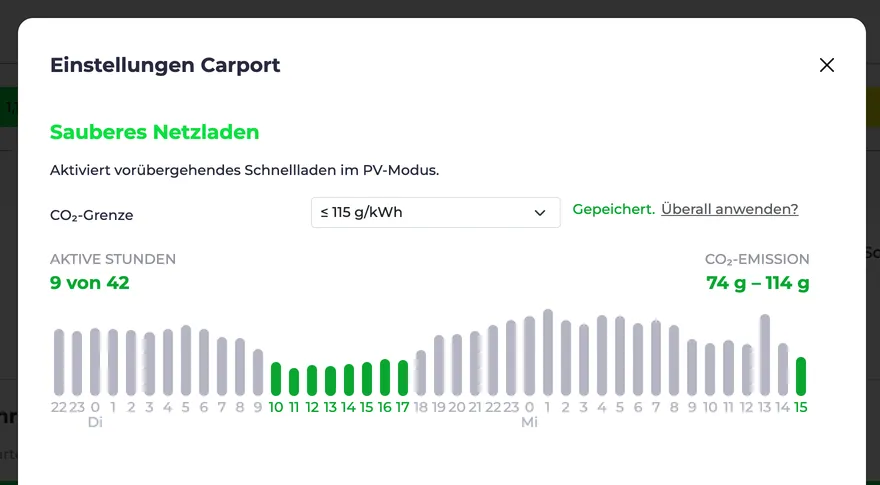 Einstellungen Carport
Sauberes Netzladen
Aktiviert vorübergehendes Schnellladen im PV-Modus.
CO₂-Grenze
≤ 115 g/kWh
Gepeichert. Überall anwenden?
AKTIVE STUNDEN
CO₂-EMISSION
9 von 42
74 g – 114 g
22 23 0 1 2 3 4 5 6 7 8 9 10 11 12 13 14 15 16 17 18 19 20 21 22 23 0 1 2 3 4 5 6 7 8 9 10 11 12 13 14 15
Di
Mi